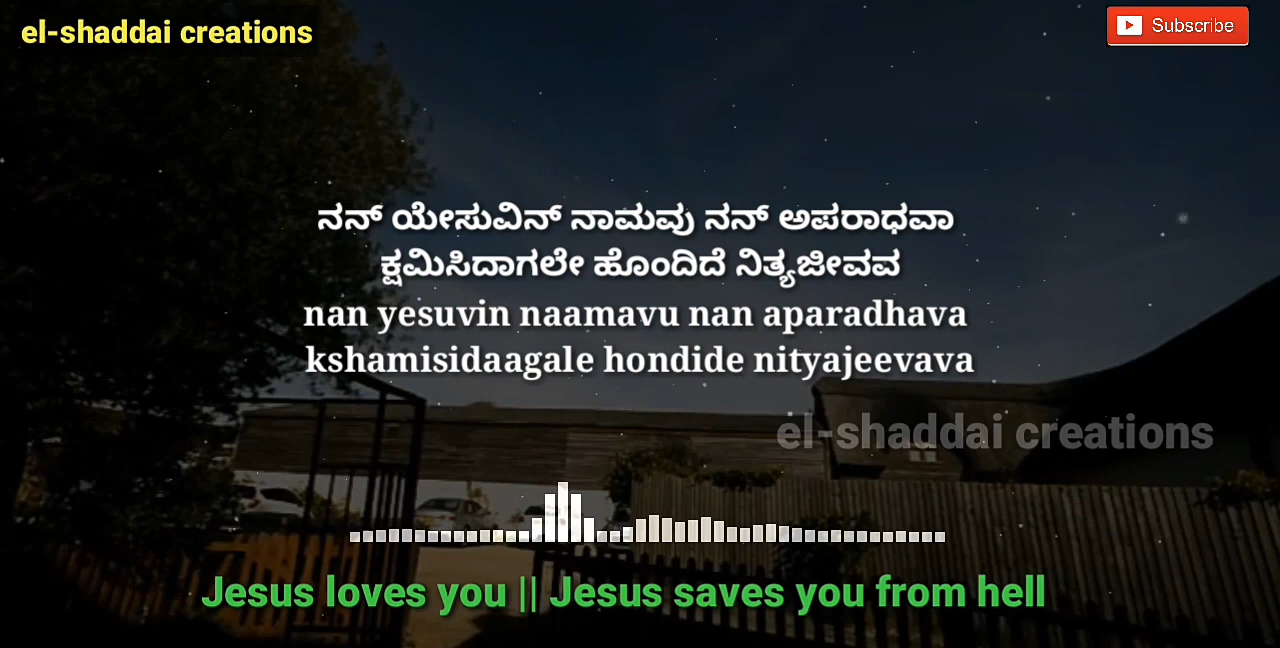 el-shaddai creations
Subscribe
ನನ್ ಯೇಸುವಿನ್ ನಾಮವು ನನ್ ಅಪರಾಧವಾ
ಕ್ಷಮಿಸಿದಾಗಲೇ ಹೊಂದಿದೆ ನಿತ್ಯಜೀವವ
nan yesuvin naamavu nan aparadhava
kshamisidaagale hondide nityajeevava
el-shaddai creations
Jesus loves you || Jesus saves you from hell